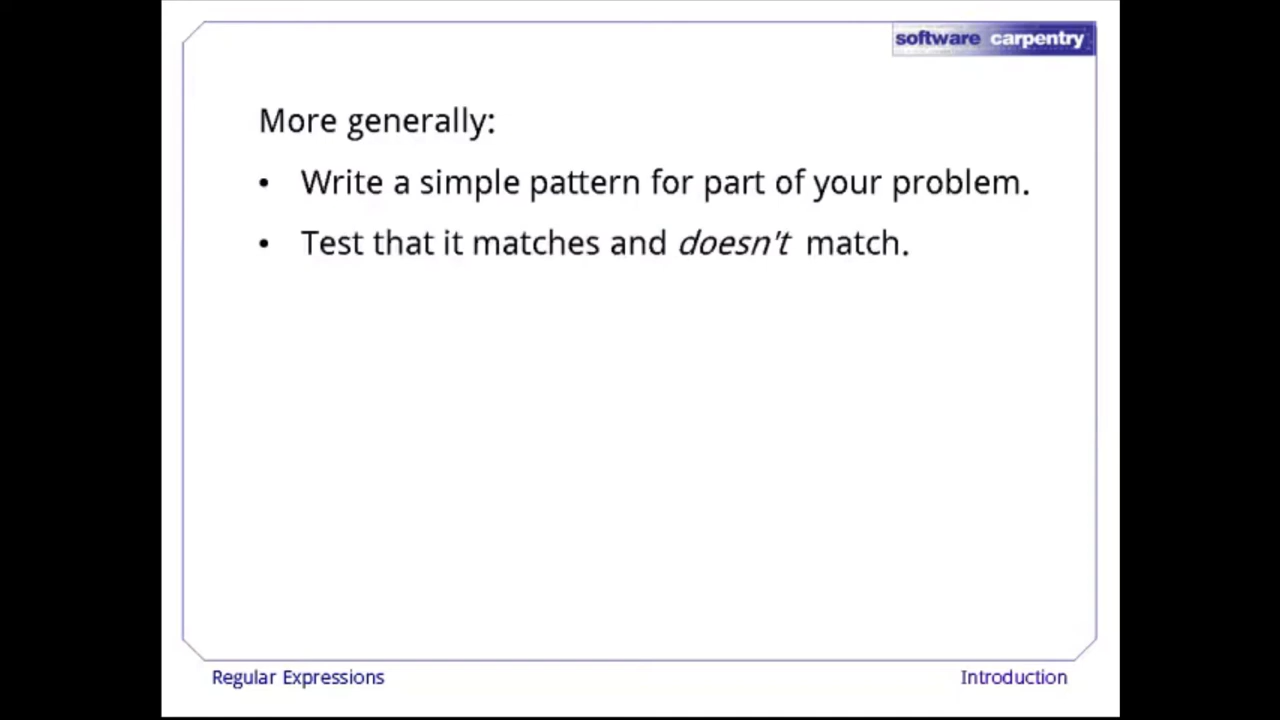 software carpentry
More generally:
• Write a simple pattern for part of your problem.
• Test that it matches and doesn't match.
Regular Expressions
Introduction